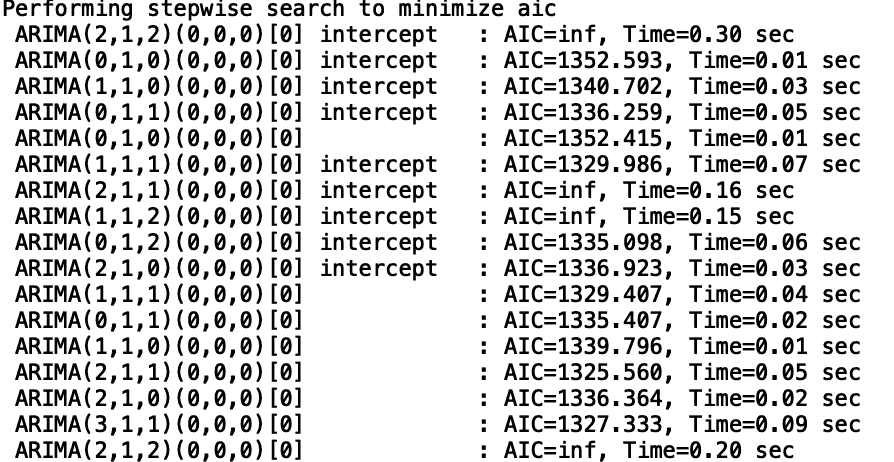 Performing stepwise search to minimize aic
ARIMA(2,1,2)(0,0,0)[0] intercept   : AIC=inf, Time=0.30 sec
ARIMA(0,1,0)(0,0,0)[0] intercept   : AIC=1352.593, Time=0.01 sec
ARIMA(1,1,0)(0,0,0)[0] intercept   : AIC=1340.702, Time=0.03 sec
ARIMA(0,1,1)(0,0,0)[0] intercept   : AIC=1336.259, Time=0.05 sec
ARIMA(0,1,0)(0,0,0)[0]             : AIC=1352.415, Time=0.01 sec
ARIMA(1,1,1)(0,0,0)[0] intercept   : AIC=1329.986, Time=0.07 sec
ARIMA(2,1,1)(0,0,0)[0] intercept   : AIC=inf, Time=0.16 sec
ARIMA(1,1,2)(0,0,0)[0] intercept   : AIC=inf, Time=0.15 sec
ARIMA(0,1,2)(0,0,0)[0] intercept   : AIC=1335.098, Time=0.06 sec
ARIMA(2,1,0)(0,0,0)[0] intercept   : AIC=1336.923, Time=0.03 sec
ARIMA(1,1,1)(0,0,0)[0]             : AIC=1329.407, Time=0.04 sec
ARIMA(0,1,1)(0,0,0)[0]             : AIC=1335.407, Time=0.02 sec
ARIMA(1,1,0)(0,0,0)[0]             : AIC=1339.796, Time=0.01 sec
ARIMA(2,1,1)(0,0,0)[0]             : AIC=1325.560, Time=0.05 sec
ARIMA(2,1,0)(0,0,0)[0]             : AIC=1336.364, Time=0.02 sec
ARIMA(3,1,1)(0,0,0)[0]             : AIC=1327.333, Time=0.09 sec
ARIMA(2,1,2)(0,0,0)[0]             : AIC=inf, Time=0.20 sec